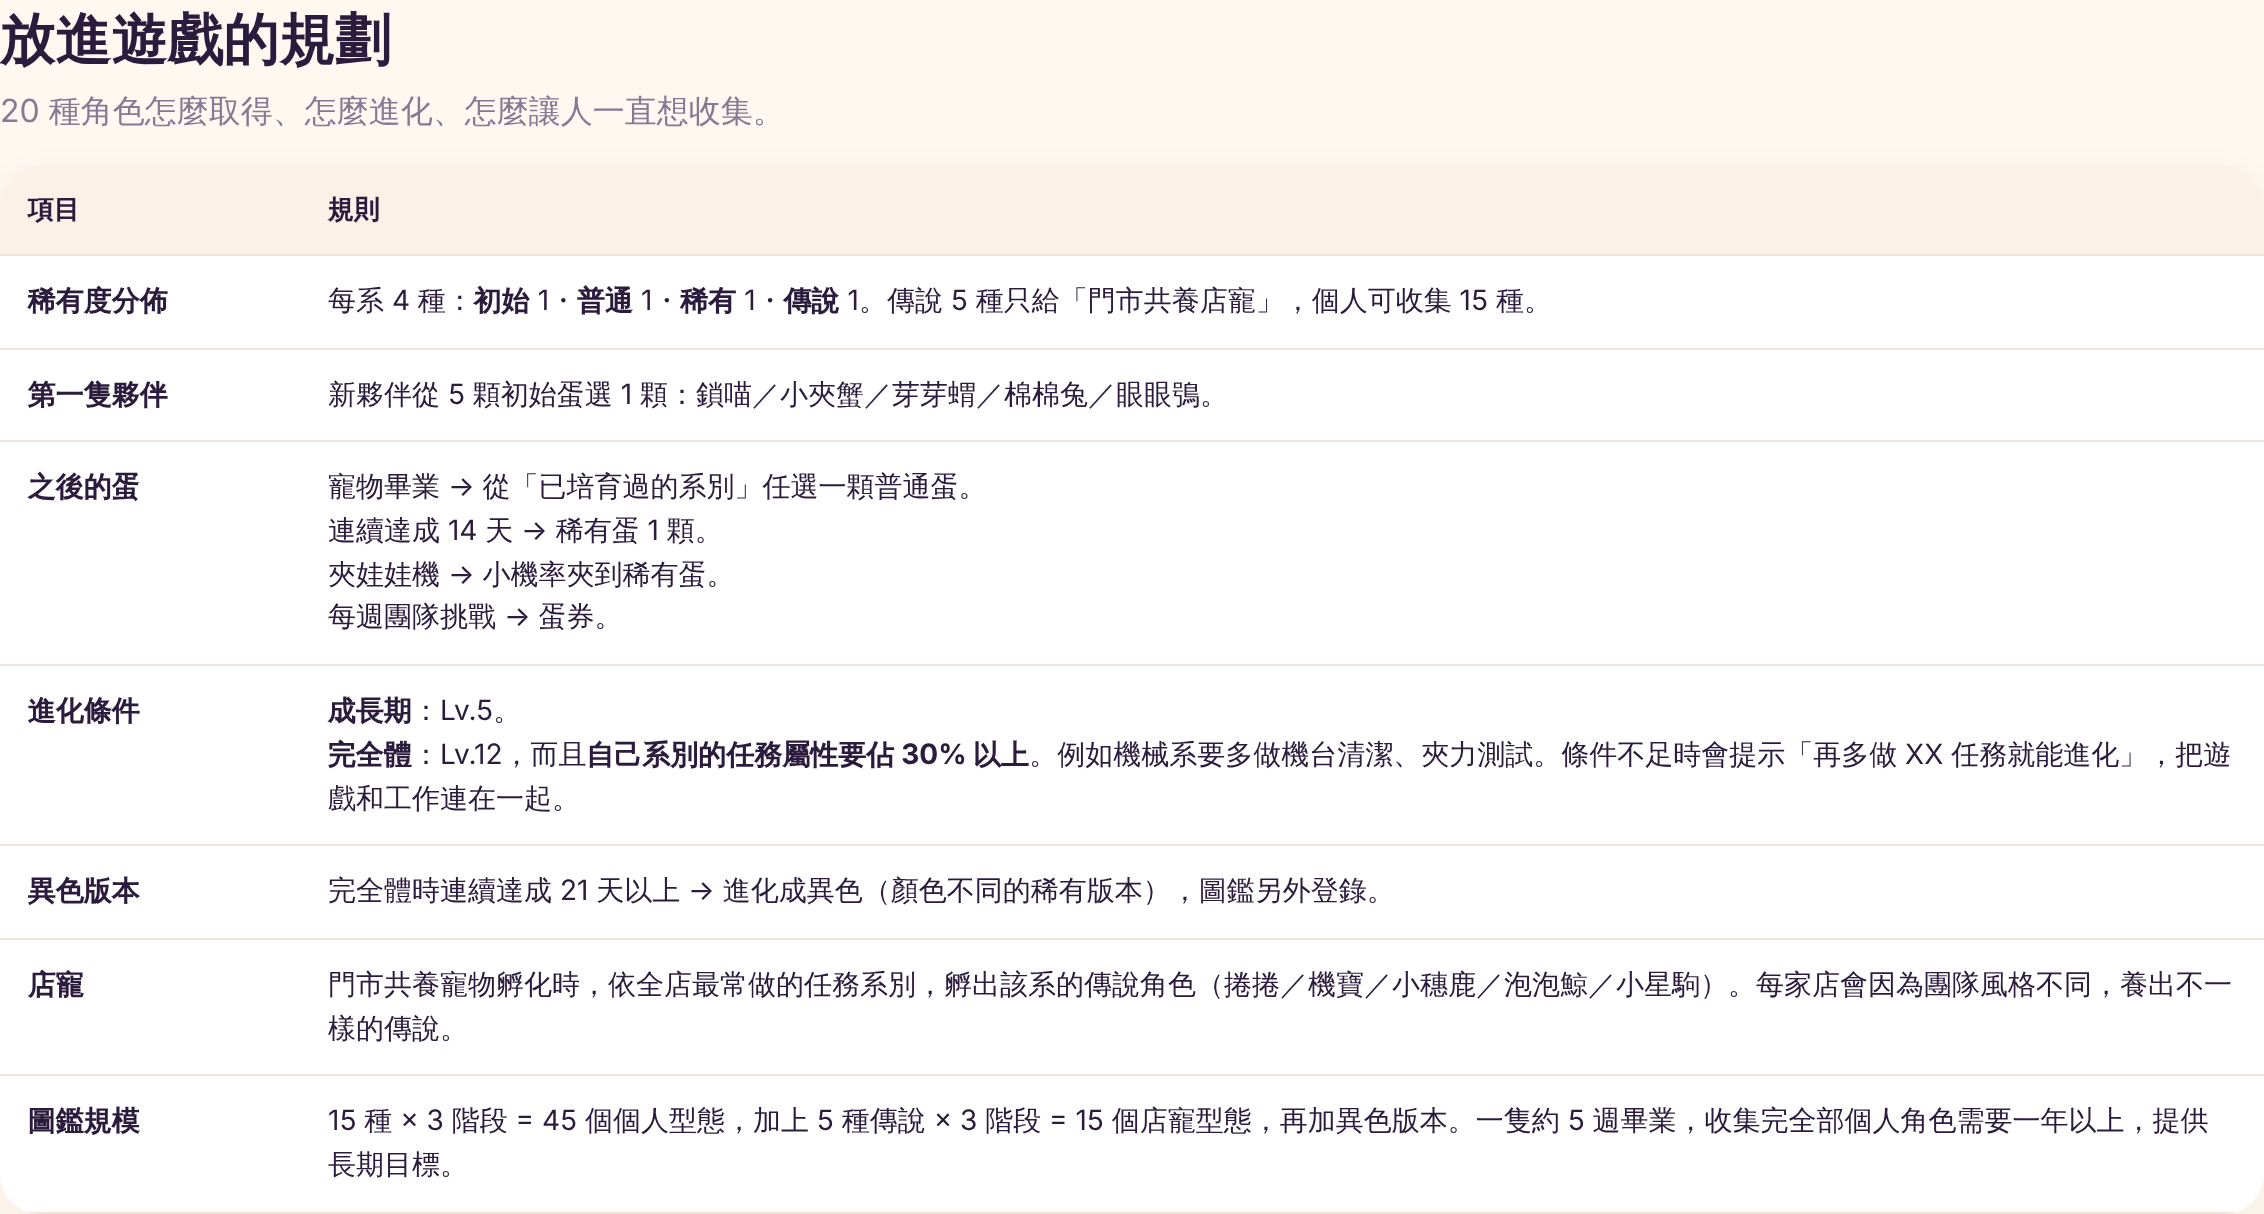 放進遊戲的規劃
20 種角色怎麼取得、怎麼進化、怎麼讓人一直想收集。
項目 規則
稀有度分佈 每系 4 種：初始 1 · 普通 1 · 稀有 1 · 傳說 1。傳說 5 種只給「門市共養店寵」，個人可收集 15 種。
第一隻夥伴 新夥伴從 5 顆初始蛋選 1 顆：鎖喵／小夾蟹／芽芽蝟／棉棉兔／眼眼鴞。
之後的蛋 寵物畢業 → 從「已培育過的系別」任選一顆普通蛋。
連續達成 14 天 → 稀有蛋 1 顆。
夾娃娃機 → 小機率夾到稀有蛋。
每週團隊挑戰 → 蛋券。
進化條件 成長期：Lv.5。
完全體：Lv.12，而且自己系別的任務屬性要佔 30% 以上。例如機械系要多做機台清潔、夾力測試。條件不足時會提示「再多做 XX 任務就能進化」，把遊
戲和工作連在一起。
異色版本 完全體時連續達成 21 天以上 → 進化成異色（顏色不同的稀有版本），圖鑑另外登錄。
店寵 門市共養寵物孵化時，依全店最常做的任務系別，孵出該系的傳說角色（捲捲／機寶／小穗鹿／泡泡鯨／小星駒）。每家店會因為團隊風格不同，養出不一
樣的傳說。
圖鑑規模 15 種 × 3 階段 = 45 個個人型態，加上 5 種傳說 × 3 階段 = 15 個店寵型態，再加異色版本。一隻約 5 週畢業，收集完全部個人角色需要一年以上，提供
長期目標。